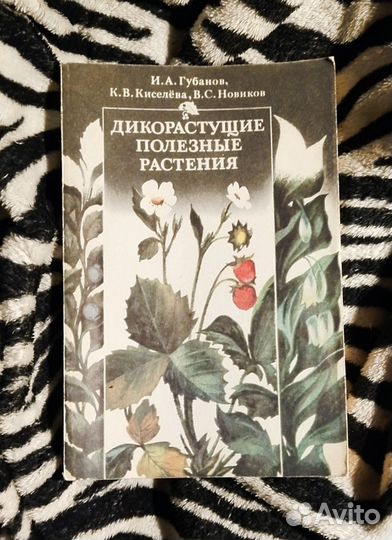 И.А.Губанов,
К.В.Киселёва, В.С.Новиков
ДИКОРАСТУЩИЕ
ПОЛЕЗНЫЕ
РАСТЕНИЯ
Avito